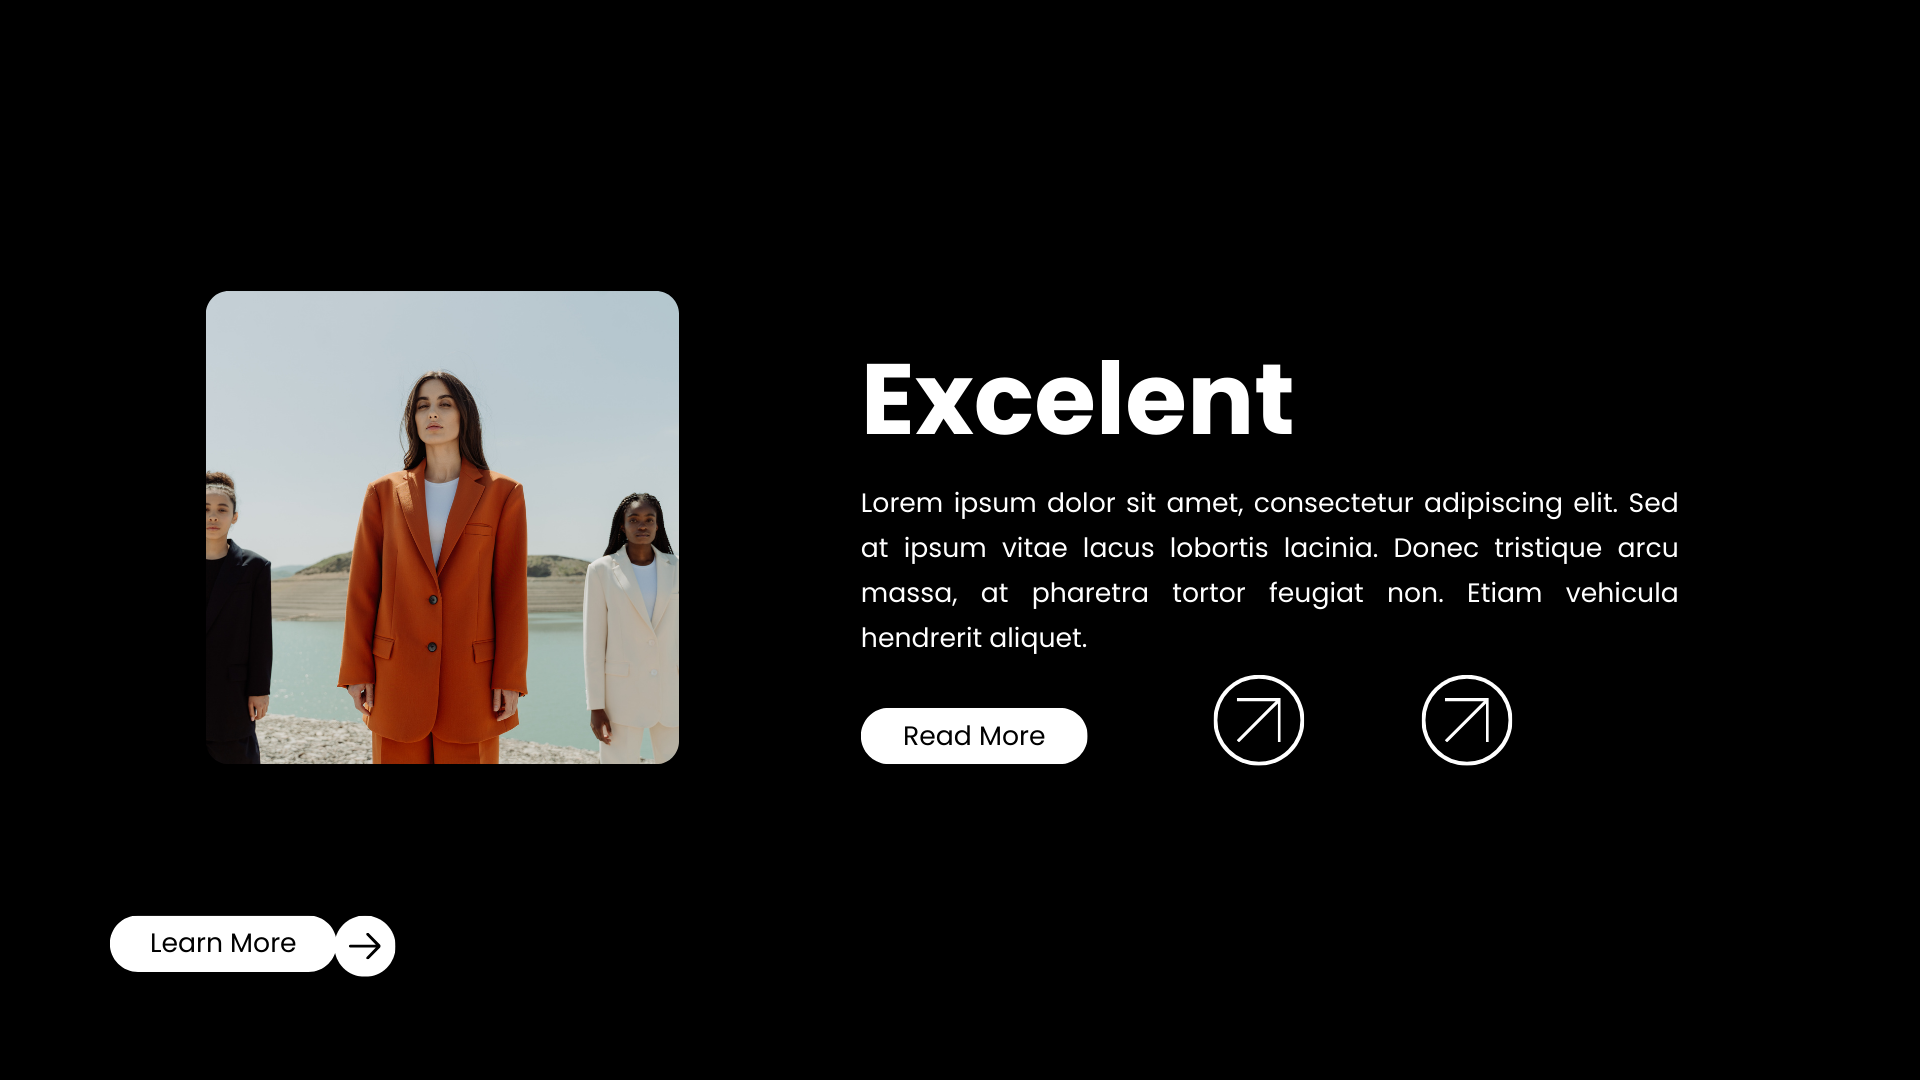 Excelent
Lorem ipsum dolor sit amet, consectetur adipiscing elit. Sed
at ipsum vitae lacus lobortis lacinia. Donec tristique arcu
massa, at pharetra tortor feugiat non. Etiam vehicula
hendrerit aliquet.
Read More
Learn More